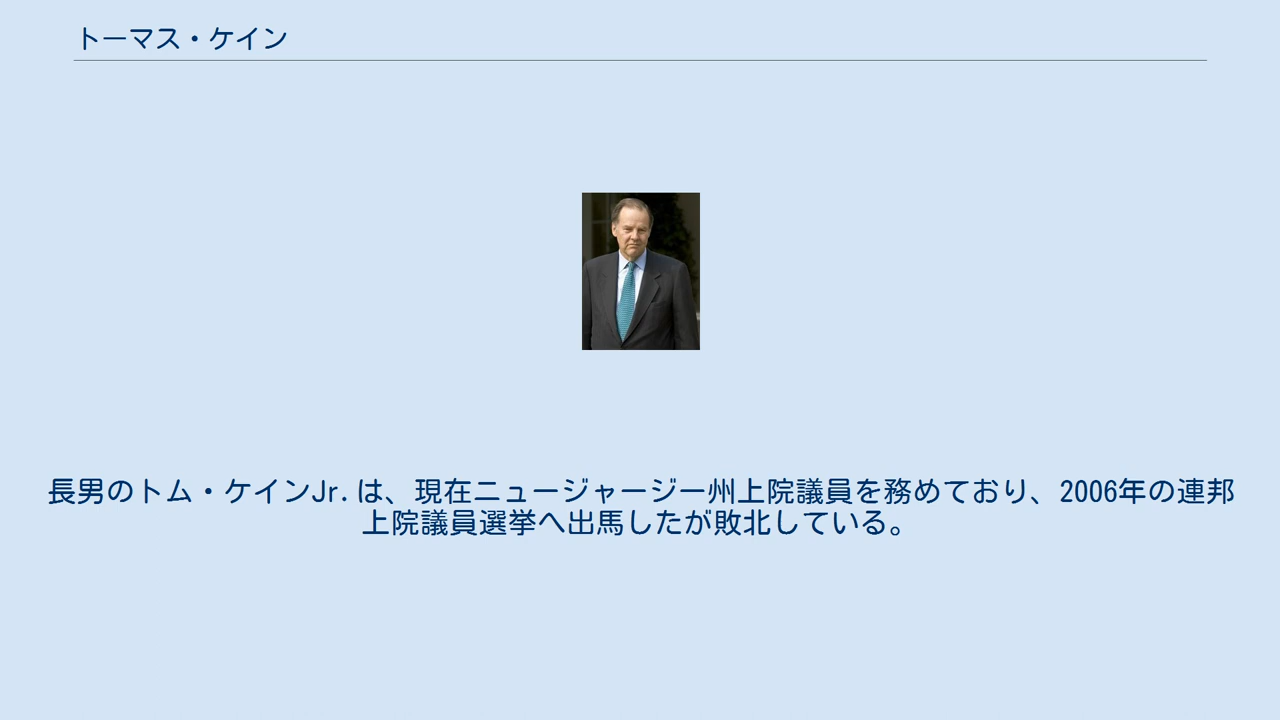 トーマス・ケイン
長男のトム・ケインJr.は、現在ニュージャージー州上院議員を務めており、2006年の連邦
上院議員選挙へ出馬したが敗北している。